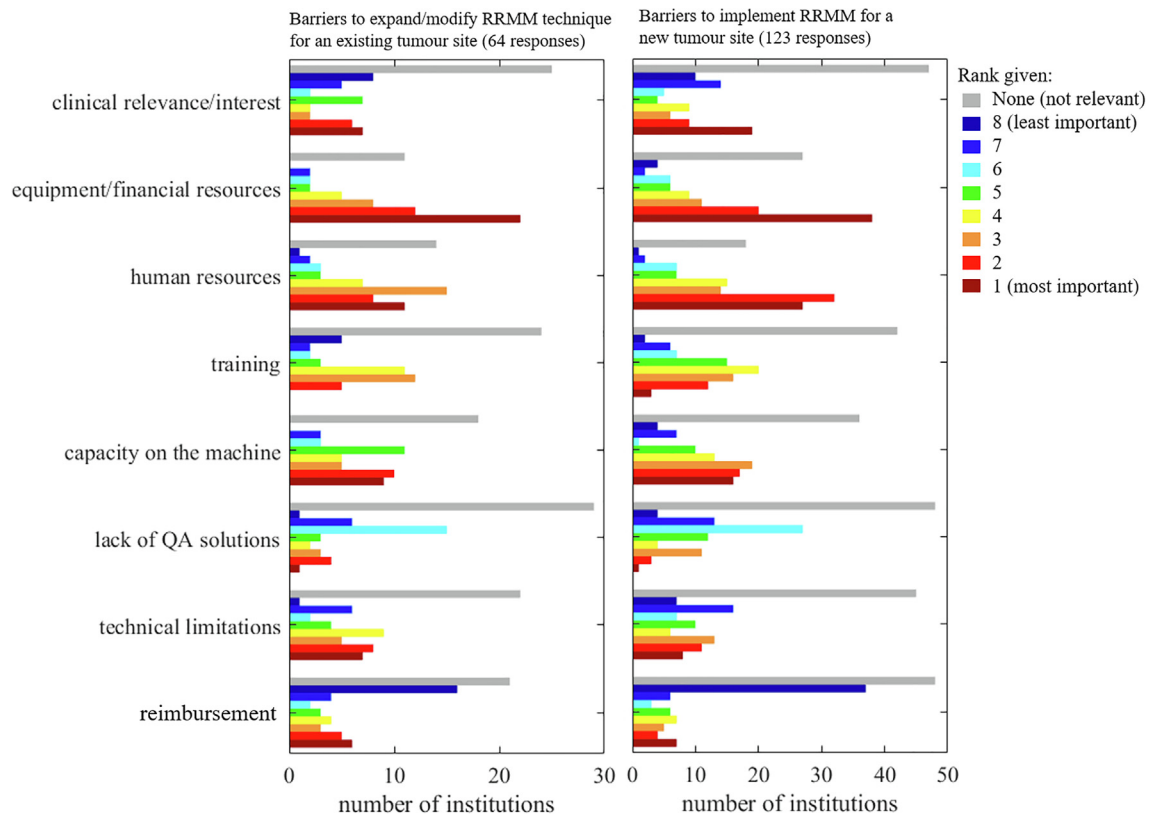 Barriers to expand/modify RRMM technique
for an existing tumour site (64 responses)
Barriers to implement RRMM for a
new tumour site (123 responses)
clinical relevance/interest
equipment/financial resources
human resources
training
capacity on the machine
lack of QA solutions
technical limitations
reimbursement
0 10 20 30
number of institutions
0 10 20 30 40 50
number of institutions
Rank given:
None (not relevant)
8 (least important)
7
6
5
4
3
2
1 (most important)